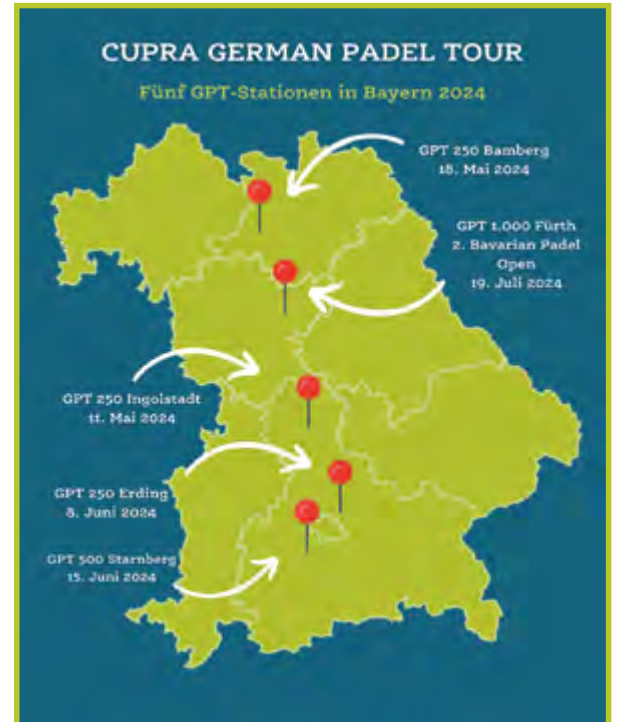 CUPRA GERMAN PADEL TOUR
Fünf GPT-Stationen in Bayern 2024
GPT 250 Bamberg
18. Mai 2024
GPT 1.000 Fürth
2. Bavarian Padel
Open
19. Juli 2024
GPT 250 Ingolstadt
11. Mai 2024
GPT 250 Erding
8. Juni 2024
GPT 500 Starnberg
15. Juni 2024